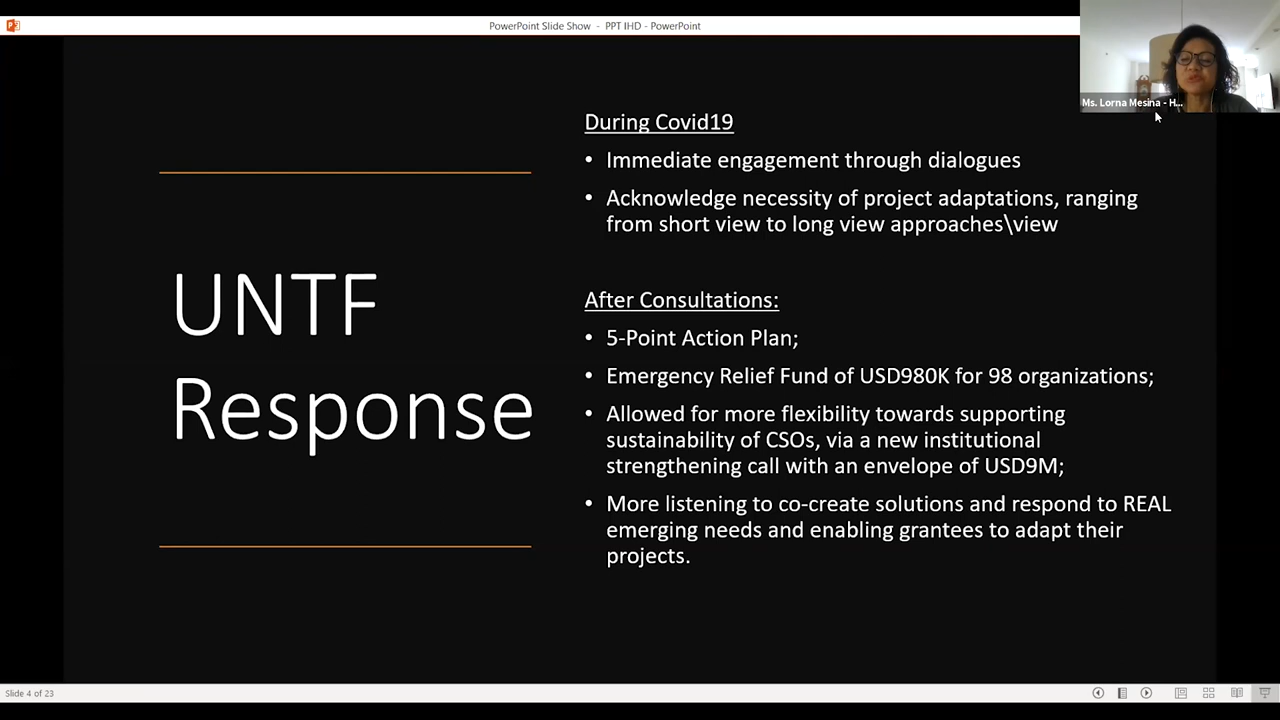 PowerPoint Slide Show - PPT IHD - PowerPoint
Ms. Lorna Mesina - H...
UNTF
Response
During Covid19
• Immediate engagement through dialogues
• Acknowledge necessity of project adaptations, ranging
from short view to long view approaches\view
After Consultations:
• 5-Point Action Plan;
• Emergency Relief Fund of USD980K for 98 organizations;
• Allowed for more flexibility towards supporting
sustainability of CSOs, via a new institutional
strengthening call with an envelope of USD9M;
• More listening to co-create solutions and respond to REAL
emerging needs and enabling grantees to adapt their
projects.
Slide 4 of 23